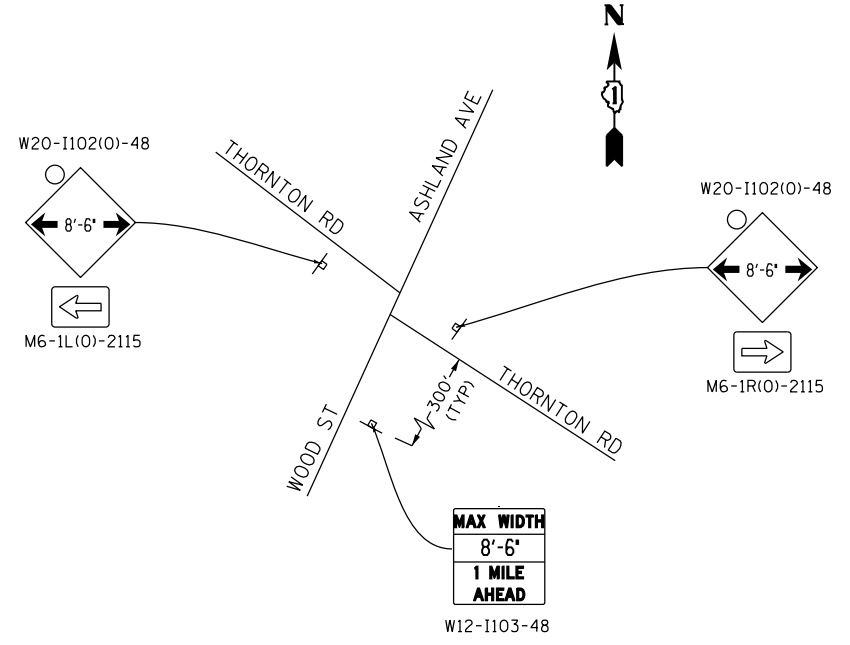 N
1
W20-I102(O)-48
8'-6"
M6-1L(O)-2115
THORNTON RD
ASHLAND AVE
W20-I102(O)-48
8'-6"
M6-1R(O)-2115
300'
(TYP)
THORNTON RD
WOOD ST
MAX WIDTH
8'-6"
1 MILE
AHEAD
W12-I103-48